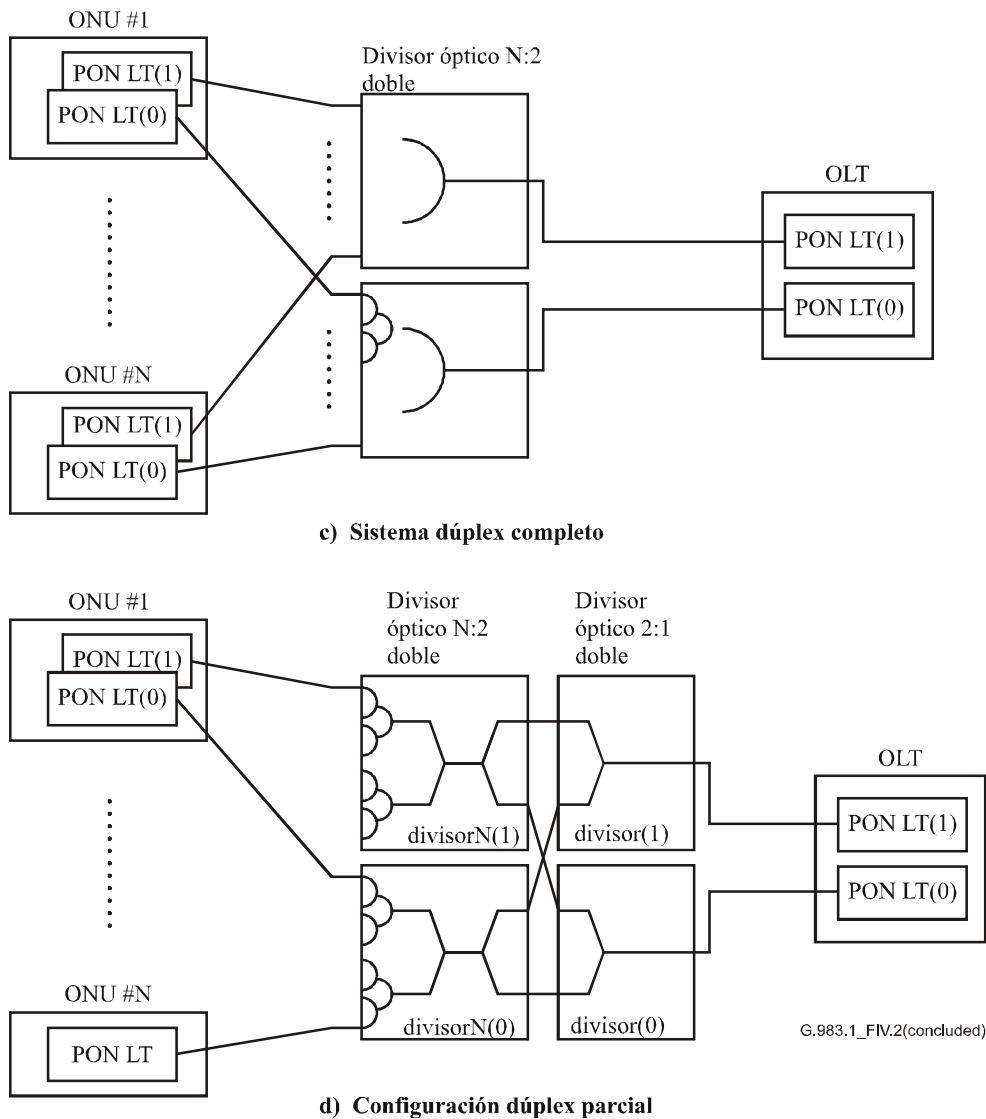 ONU #1
PON LT(1)
PON LT(0)
Divisor óptico N:2
doble
OLT
PON LT(1)
PON LT(0)
ONU #N
PON LT(1)
PON LT(0)
c) Sistema dúplex completo
ONU #1
PON LT(1)
PON LT(0)
Divisor
óptico N:2
doble
Divisor
óptico 2:1
doble
divisorN(1)
divisor(1)
OLT
PON LT(1)
PON LT(0)
ONU #N
PON LT
divisorN(0)
divisor(0)
G.983.1_FIV.2(concluded)
d) Configuración dúplex parcial